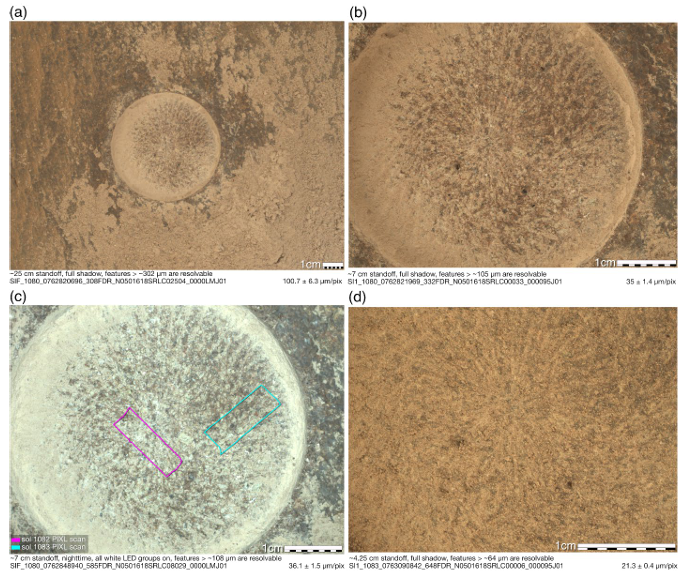 (a)
(b)
1cm
1cm
~25 cm standoff, full shadow, features > ~302 μm are resolvable
SIF_1080_0762820696_308FDR_N0501618SRLC02504_0000LMJ01
100.7 ± 6.3 μm/pix
~7 cm standoff, full shadow, features > ~105 μm are resolvable
SI1_1080_0762821969_332FDR_N0501618SRLC00033_000095J01
35 ± 1.4 μm/pix
(c)
(d)
sol 1082 PIXL scan
sol 1083 PIXL scan
1cm
1cm
~7 cm standoff, nighttime, all white LED groups on, features > ~108 μm are resolvable
SIF_1080_0762848940_585FDR_N0501618SRLC08029_0000LMJ01
36.1 ± 1.5 μm/pix
~4.25 cm standoff, full shadow, features > ~64 μm are resolvable
SI1_1083_0763090842_648FDR_N0501618SRLC00006_000095J01
21.3 ± 0.4 μm/pix